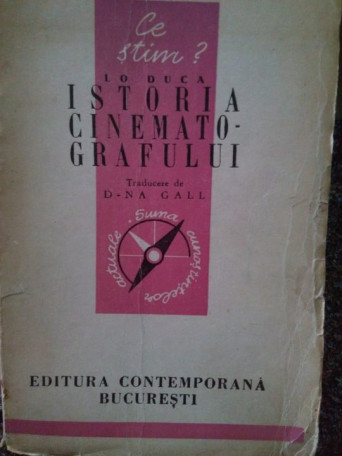 Ce
știm?
LO DUCA
ISTORIA
CINEMATO-
GRAFULUI
Traducere de
D-NA GALL
Suma cunoștințelor actuale
EDITURA CONTEMPORANĂ
BUCUREȘTI